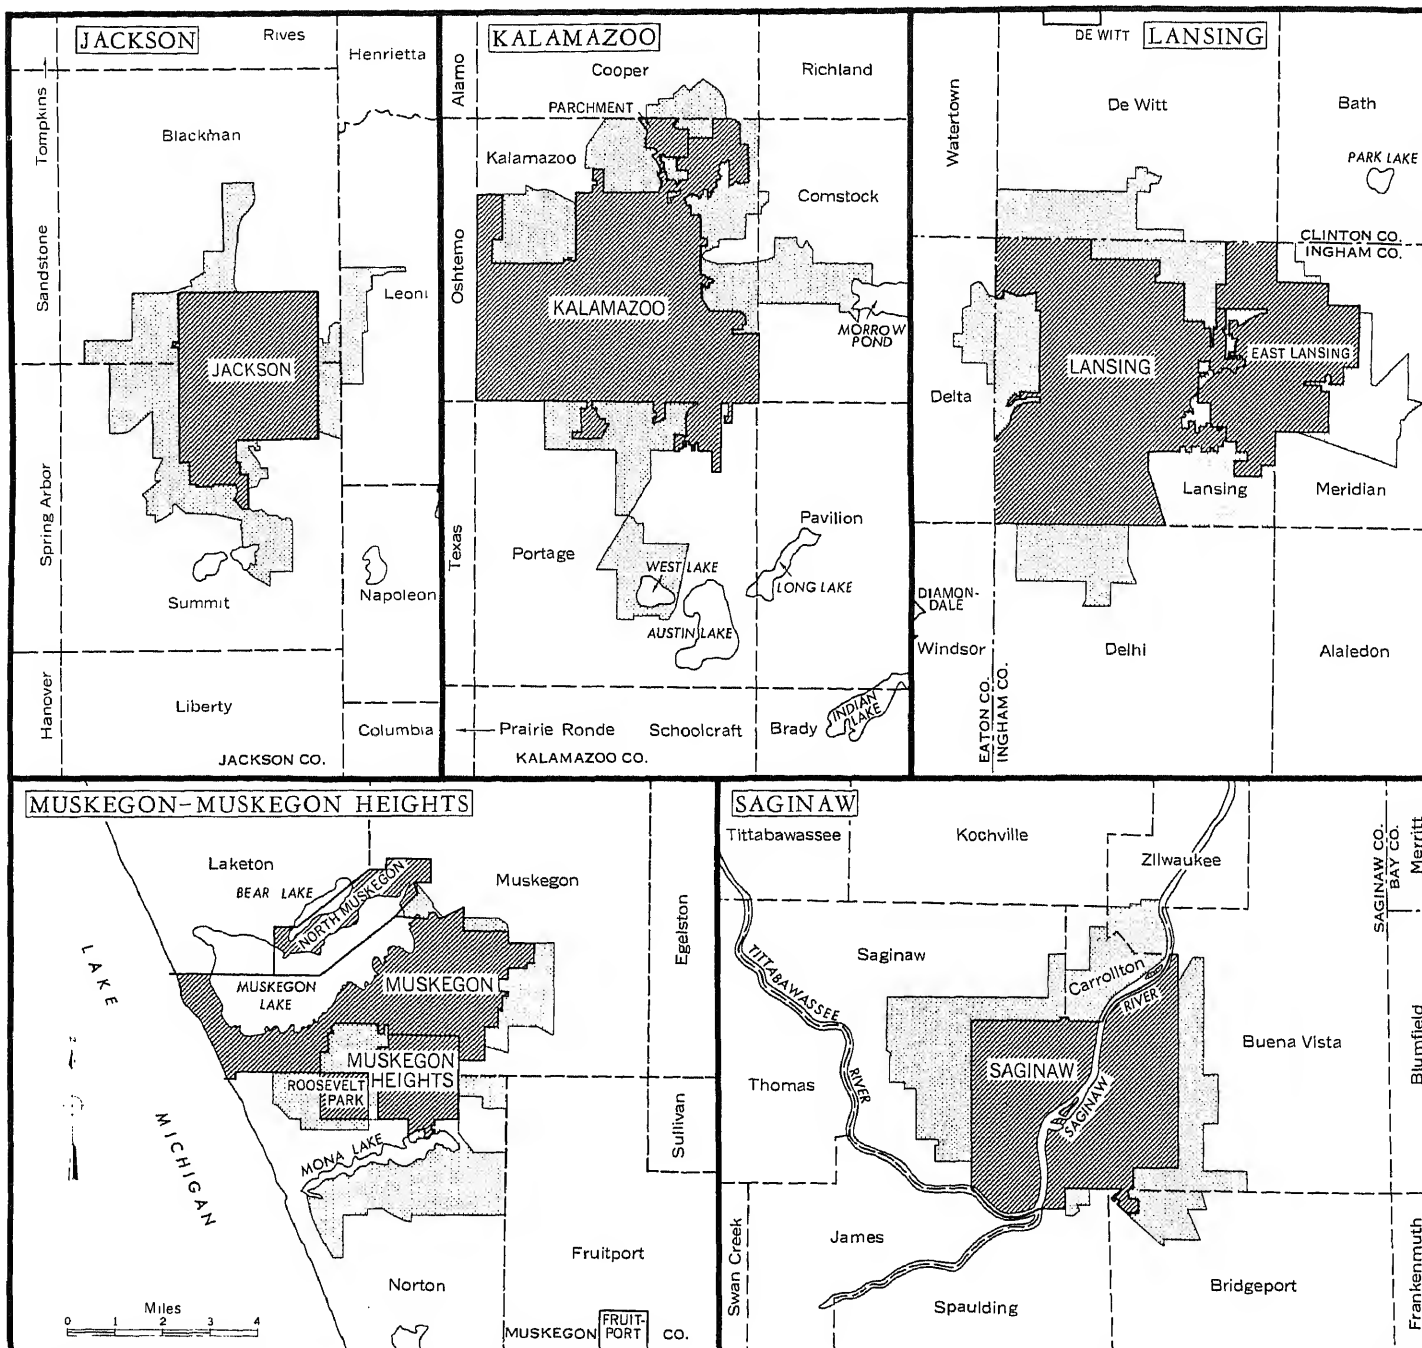 JACKSON
Rives
Henrietta
Tompkins
Blackman
Sandstone
Leoni
JACKSON
Spring Arbor
Summit
Napoleon
Hanover
Liberty
Columbia
JACKSON CO.
KALAMAZOO
Alamo
Cooper
Richland
PARCHMENT
Kalamazoo
Comstock
Oshtemo
KALAMAZOO
MORROW
POND
Texas
Portage
Pavilion
WEST LAKE
LONG LAKE
AUSTIN LAKE
INDIAN
LAKE
Prairie Ronde
Schoolcraft
Brady
KALAMAZOO CO.
DE WITT
LANSING
Watertown
De Witt
Bath
PARK LAKE
CLINTON CO.
INGHAM CO.
LANSING
EAST LANSING
Delta
Lansing
Meridian
DIAMON-
DALE
Windsor
Delhi
Alaiedon
EATON CO.
INGHAM CO.
MUSKEGON-MUSKEGON HEIGHTS
Laketon
BEAR LAKE
NORTH MUSKEGON
Muskegon
Egelston
LAKE
MICHIGAN
MUSKEGON
LAKE
MUSKEGON
MUSKEGON
HEIGHTS
ROOSEVELT
PARK
MONA LAKE
Sullivan
Fruitport
Norton
Miles
0 1 2 3 4
MUSKEGON
FRUIT-
PORT
CO.
SAGINAW
Tittabawassee
Kochville
Zilwaukee
SAGINAW CO.
BAY CO.
Merritt
Saginaw
Carrollton
TITTABAWASSEE
RIVER
SAGINAW
RIVER
SAGINAW
Buena Vista
Blumfield
Thomas
Swan Creek
James
Spaulding
Bridgeport
Frankenmuth